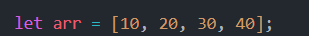 let arr = [10, 20, 30, 40];